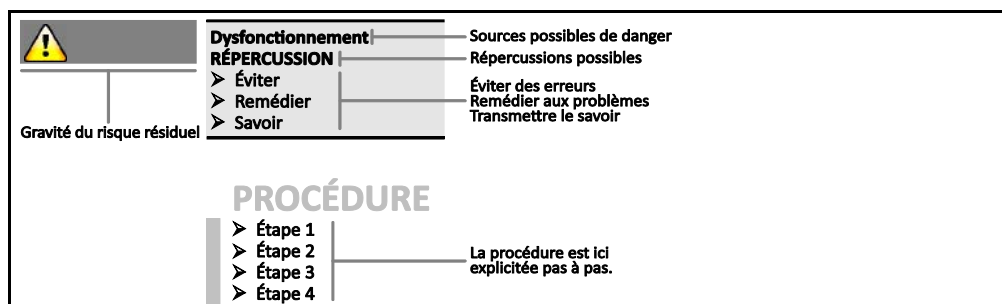 Dysfonctionnement
RÉPERCUSSION
➢ Éviter
➢ Remédier
➢ Savoir
Gravité du risque résiduel
Sources possibles de danger
Répercussions possibles
Éviter des erreurs
Remédier aux problèmes
Transmettre le savoir
PROCÉDURE
➢ Étape 1
➢ Étape 2
➢ Étape 3
➢ Étape 4
La procédure est ici
explicitée pas à pas.